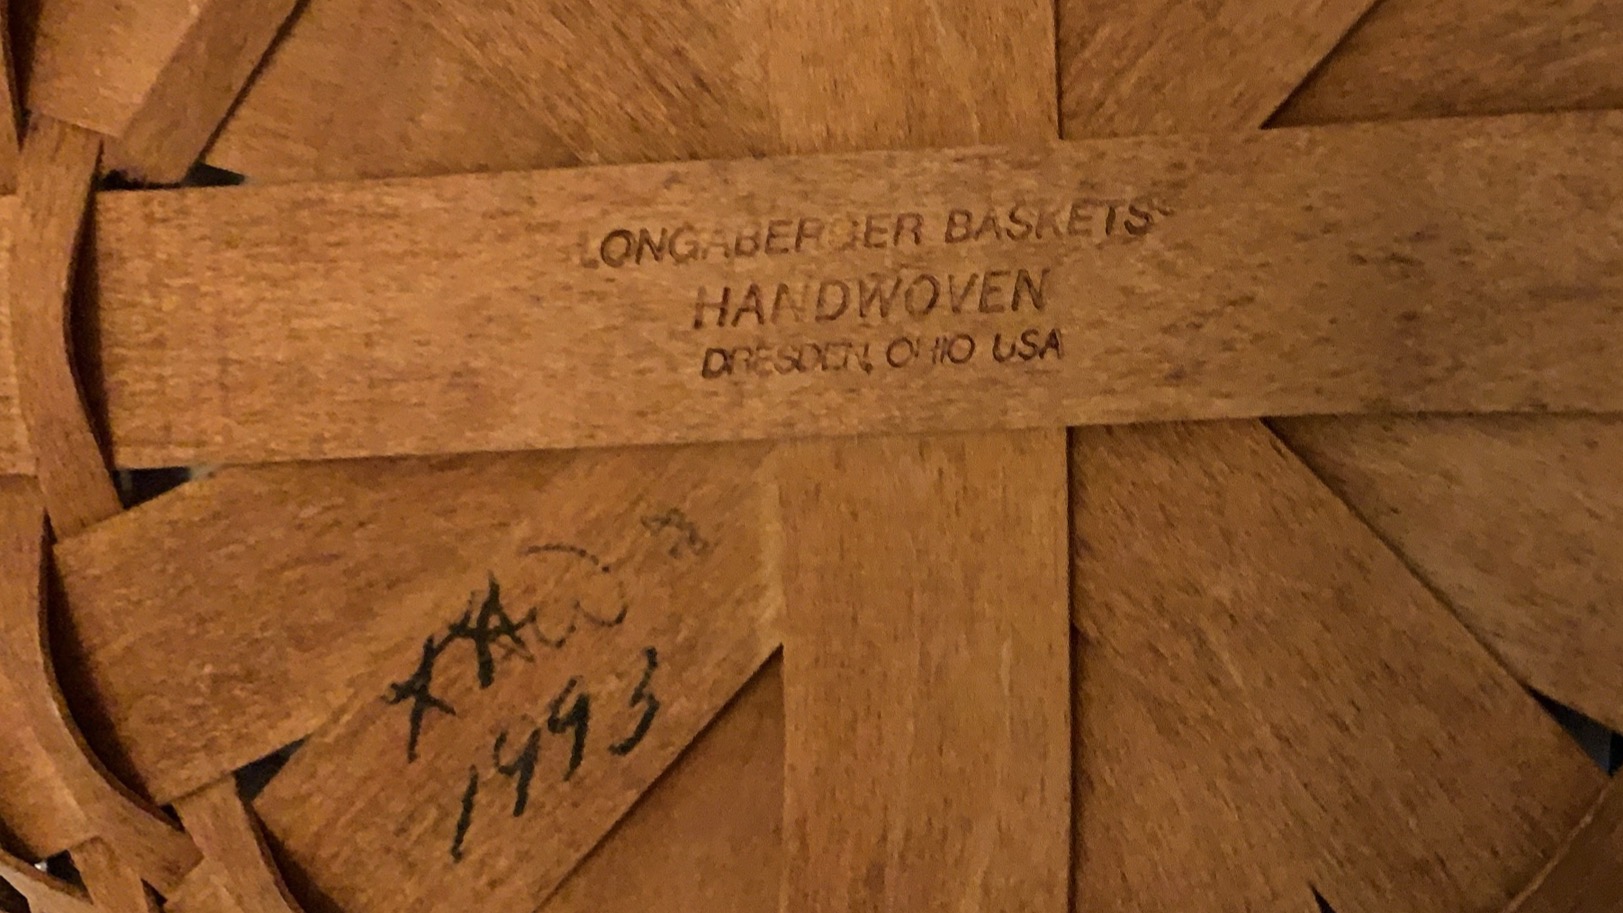 LONGABERGER BASKETS®
HANDWOVEN
DRESDEN, OHIO USA
1993